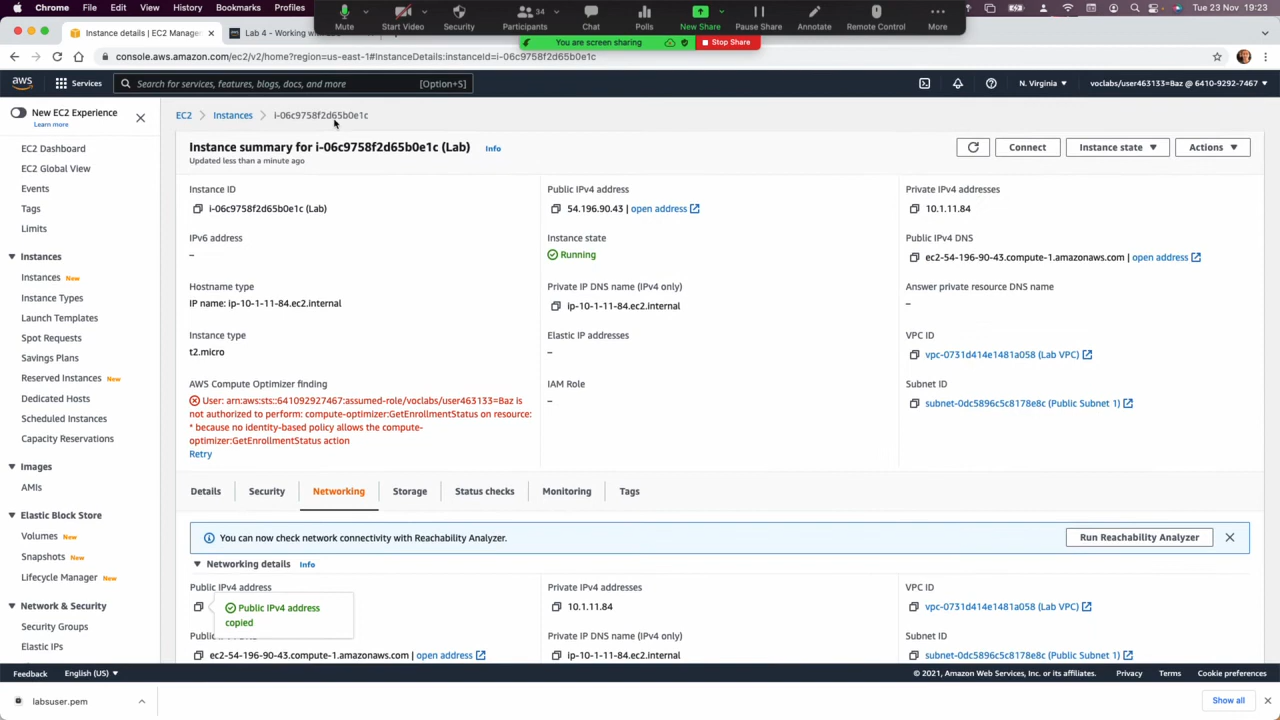 Chrome File Edit View History Bookmarks Profiles
Tue 23 Nov 19:23
Mute Start Video Security Participants 34 Chat Polls New Share Pause Share Annotate Remote Control More
You are screen sharing Stop Share
Instance details | EC2 Manage
Lab 4 - Working wi
console.aws.amazon.com/ec2/v2/home?region=us-east-1#InstanceDetails:instanceId=i-06c9758f2d65b0e1c
aws Services Search for services, features, blogs, docs, and more [Option+S] N. Virginia voclabs/user463133=Baz @ 6410-9292-7467
New EC2 Experience
Learn more
EC2 Dashboard
EC2 Global View
Events
Tags
Limits
Instances
Instances New
Instance Types
Launch Templates
Spot Requests
Savings Plans
Reserved Instances New
Dedicated Hosts
Scheduled Instances
Capacity Reservations
Images
AMIs
Elastic Block Store
Volumes New
Snapshots New
Lifecycle Manager New
Network & Security
Security Groups
Elastic IPs
EC2 Instances i-06c9758f2d65b0e1c
Instance summary for i-06c9758f2d65b0e1c (Lab) Info
Updated less than a minute ago
Connect Instance state Actions
Instance ID
i-06c9758f2d65b0e1c (Lab)
Public IPv4 address
54.196.90.43 | open address
Private IPv4 addresses
10.1.11.84
IPv6 address
–
Instance state
Running
Public IPv4 DNS
ec2-54-196-90-43.compute-1.amazonaws.com | open address
Hostname type
IP name: ip-10-1-11-84.ec2.internal
Private IP DNS name (IPv4 only)
ip-10-1-11-84.ec2.internal
Answer private resource DNS name
–
Instance type
t2.micro
Elastic IP addresses
–
VPC ID
vpc-0731d414e1481a058 (Lab VPC)
AWS Compute Optimizer finding
User: arn:aws:sts::641092927467:assumed-role/voclabs/user463133=Baz is
not authorized to perform: compute-optimizer:GetEnrollmentStatus on resource:
* because no identity-based policy allows the compute-
optimizer:GetEnrollmentStatus action
Retry
IAM Role
–
Subnet ID
subnet-0dc5896c5c8178e8c (Public Subnet 1)
Details Security Networking Storage Status checks Monitoring Tags
You can now check network connectivity with Reachability Analyzer. Run Reachability Analyzer
Networking details Info
Public IPv4 address
Public IPv4 address
copied
Private IPv4 addresses
10.1.11.84
VPC ID
vpc-0731d414e1481a058 (Lab VPC)
ec2-54-196-90-43.compute-1.amazonaws.com | open address
Private IP DNS name (IPv4 only)
ip-10-1-11-84.ec2.internal
Subnet ID
subnet-0dc5896c5c8178e8c (Public Subnet 1)
Feedback English (US) © 2021, Amazon Web Services, Inc. or its affiliates. Privacy Terms Cookie preferences
labsuser.pem Show all